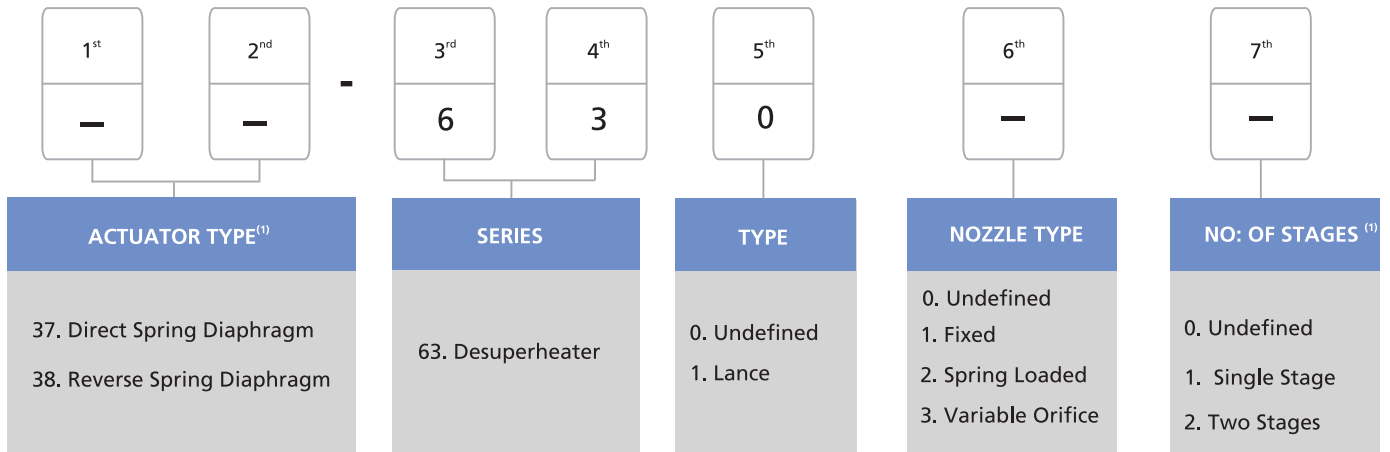 1st 2nd 3rd 4th 5th 6th 7th
– – - 6 3 0 – –
ACTUATOR TYPE(1) SERIES TYPE NOZZLE TYPE NO: OF STAGES (1)
37. Direct Spring Diaphragm
38. Reverse Spring Diaphragm
63. Desuperheater
0. Undefined
1. Lance
0. Undefined
1. Fixed
2. Spring Loaded
3. Variable Orifice
0. Undefined
1. Single Stage
2. Two Stages